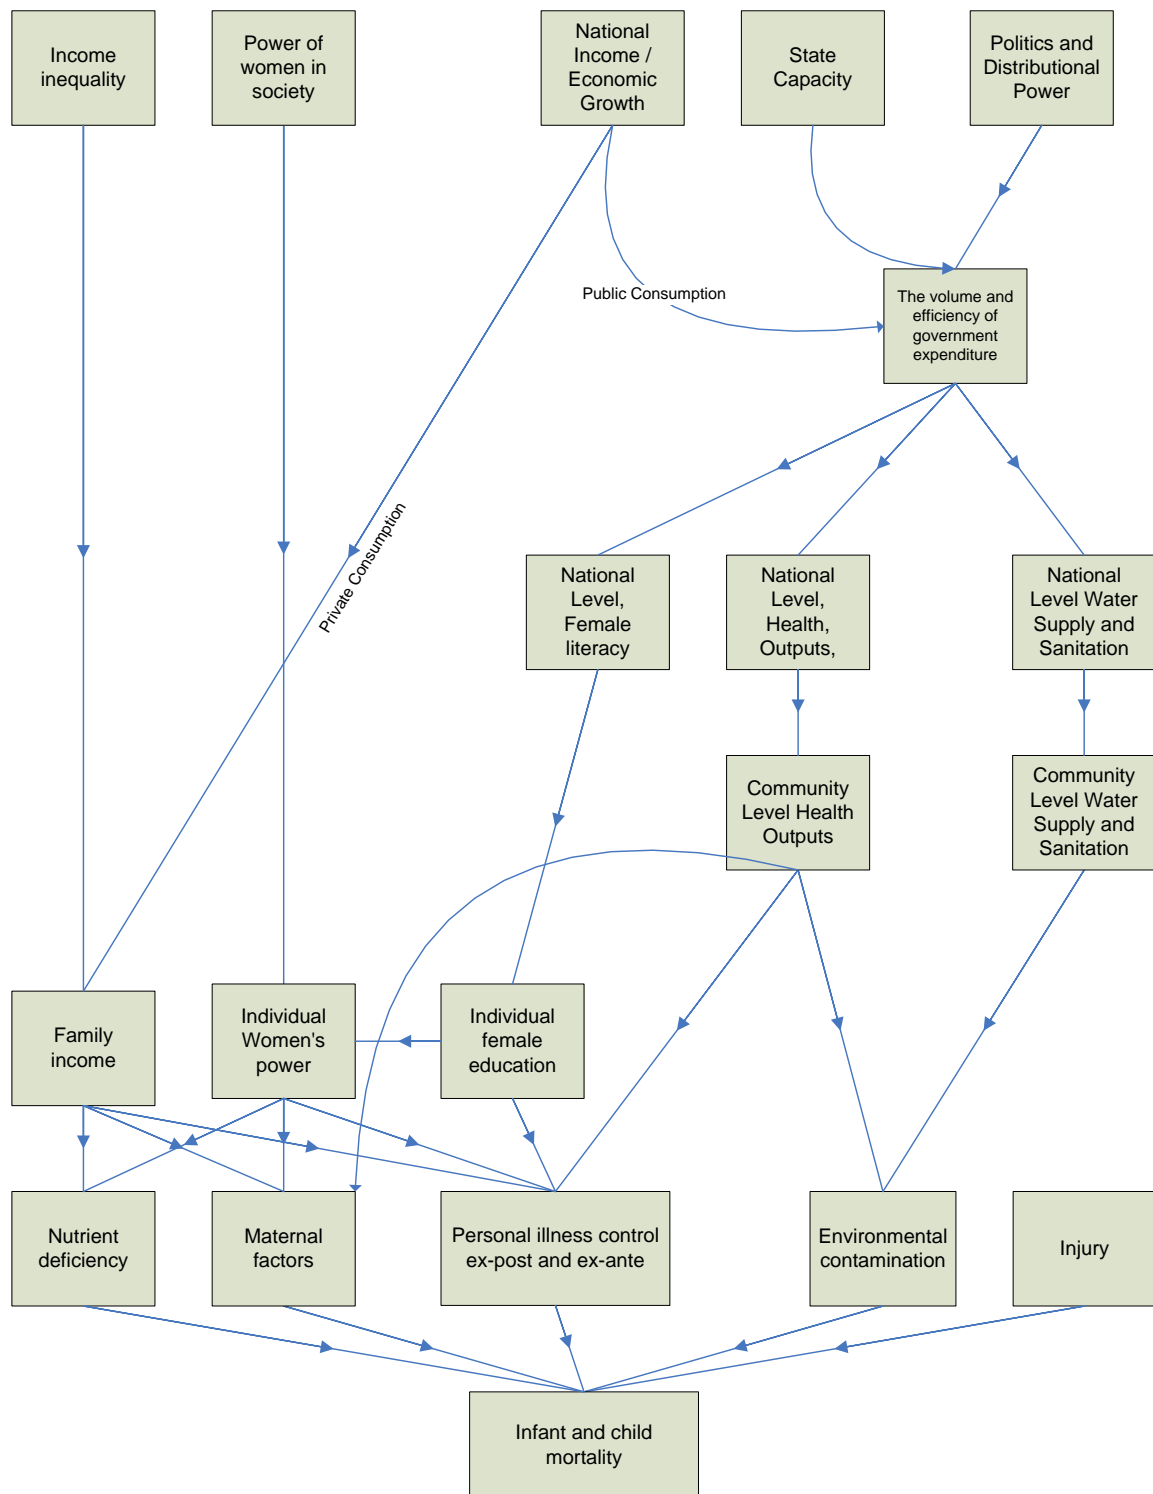 Income
inequality
Power of
women in
society
National
Income /
Economic
Growth
State
Capacity
Politics and
Distributional
Power
Public Consumption
The volume and
efficiency of
government
expenditure
Private Consumption
National
Level,
Female
literacy
National
Level,
Health,
Outputs,
National
Level Water
Supply and
Sanitation
Community
Level Health
Outputs
Community
Level Water
Supply and
Sanitation
Family
income
Individual
Women's
power
Individual
female
education
Nutrient
deficiency
Maternal
factors
Personal illness control
ex-post and ex-ante
Environmental
contamination
Injury
Infant and child
mortality